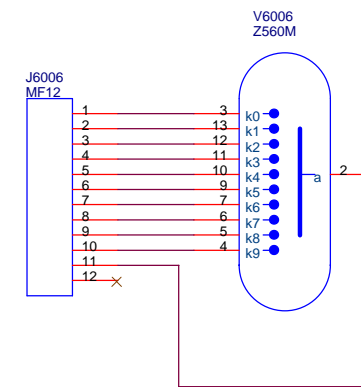 V6006
Z560M
J6006
MF12
1 3 k0
2 13 k1
3 12 k2
4 11 k3
5 10 k4 a 2
6 9 k5
7 7 k6
8 6 k7
9 5 k8
10 4 k9
11
12